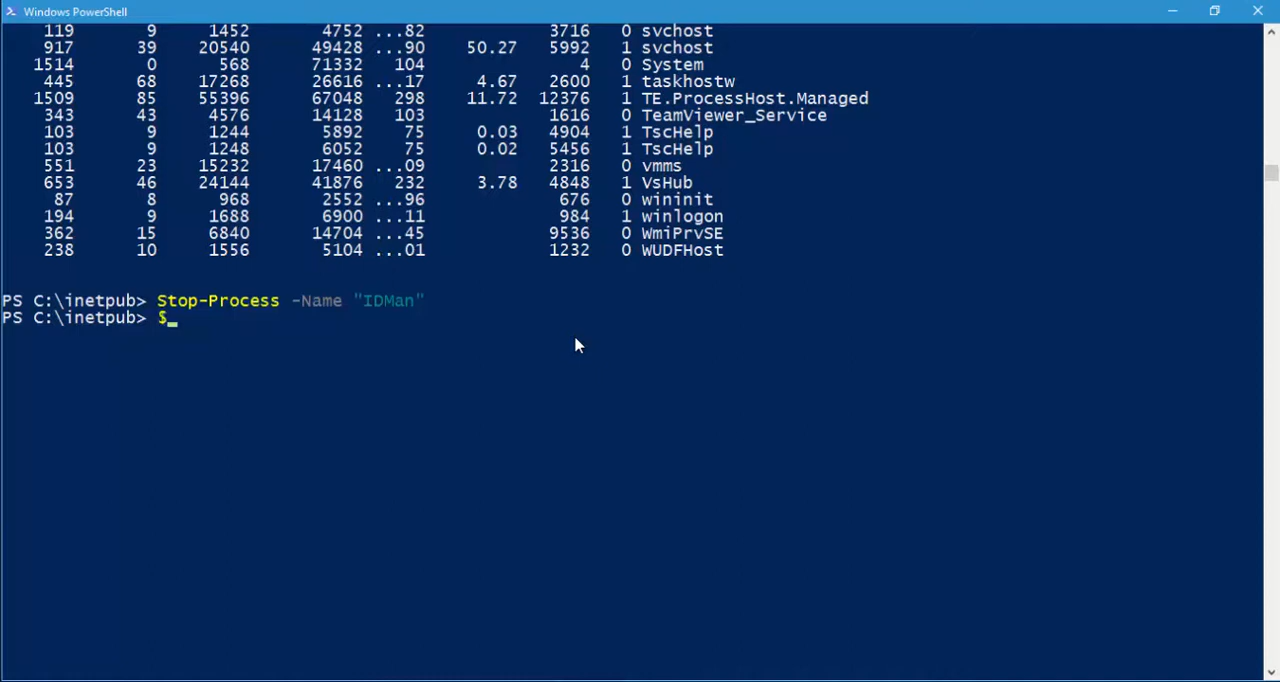 Windows PowerShell
119 9 1452 4752 ...82 3716 0 svchost
917 39 20540 49428 ...90 50.27 5992 1 svchost
1514 0 568 71332 104 4 0 System
445 68 17268 26616 ...17 4.67 2600 1 taskhostw
1509 85 55396 67048 298 11.72 12376 1 TE.ProcessHost.Managed
343 43 4576 14128 103 1616 0 TeamViewer_Service
103 9 1244 5892 75 0.03 4904 1 TscHelp
103 9 1248 6052 75 0.02 5456 1 TscHelp
551 23 15232 17460 ...09 2316 0 vmms
653 46 24144 41876 232 3.78 4848 1 VsHub
87 8 968 2552 ...96 676 0 wininit
194 9 1688 6900 ...11 984 1 winlogon
362 15 6840 14704 ...45 9536 0 WmiPrvSE
238 10 1556 5104 ...01 1232 0 WUDFHost
PS C:\inetpub> Stop-Process -Name "IDMan"
PS C:\inetpub> $_